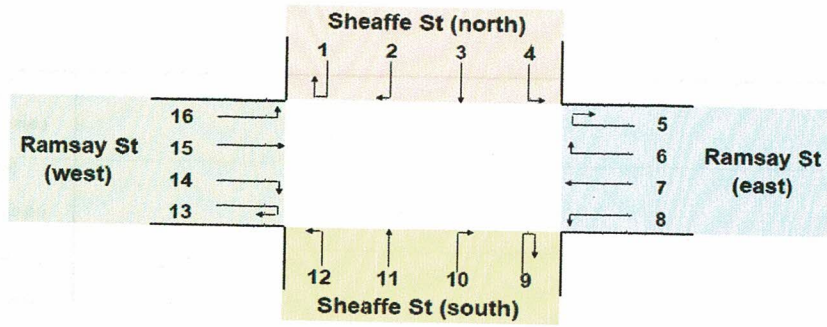 Sheaffe St (north)
1 2 3 4
16
15
14
13
Ramsay St
(west)
5
6
7
8
Ramsay St
(east)
12 11 10 9
Sheaffe St (south)